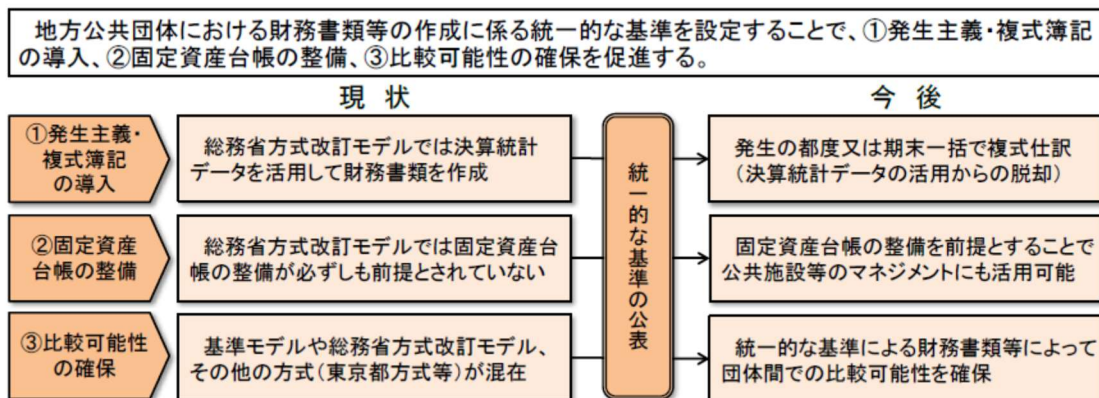 地方公共団体における財務書類等の作成に係る統一的な基準を設定することで、①発生主義・複式簿記
の導入、②固定資産台帳の整備、③比較可能性の確保を促進する。
現 状
今 後
①発生主義・
複式簿記
の導入
総務省方式改訂モデルでは決算統計
データを活用して財務書類を作成
統一的な基準の公表
発生の都度又は期末一括で複式仕訳
（決算統計データの活用からの脱却）
②固定資産
台帳の整備
総務省方式改訂モデルでは固定資産台
帳の整備が必ずしも前提とされていない
固定資産台帳の整備を前提とすることで
公共施設等のマネジメントにも活用可能
③比較可能性
の確保
基準モデルや総務省方式改訂モデル、
その他の方式（東京都方式等）が混在
統一的な基準による財務書類等によって
団体間での比較可能性を確保